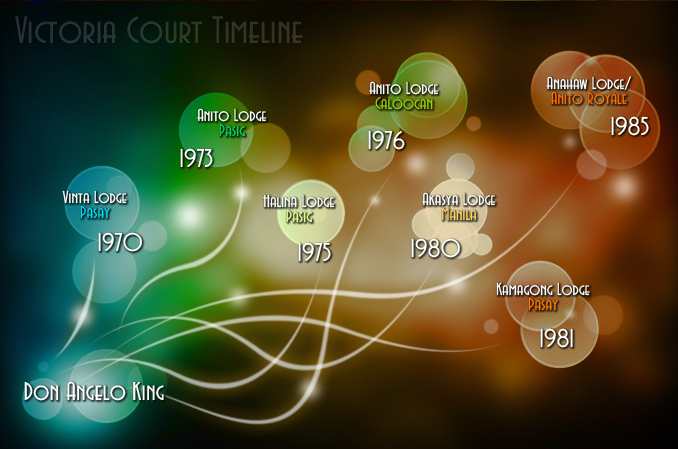 Victoria Court Timeline
Anito Lodge
Caloocan
1976
Anahaw Lodge/
Anito Royale
1985
Anito Lodge
Pasig
1973
Vinta Lodge
Pasay
1970
Halina Lodge
Pasig
1975
Akasya Lodge
Manila
1980
Kamagong Lodge
Pasay
1981
Don Angelo King